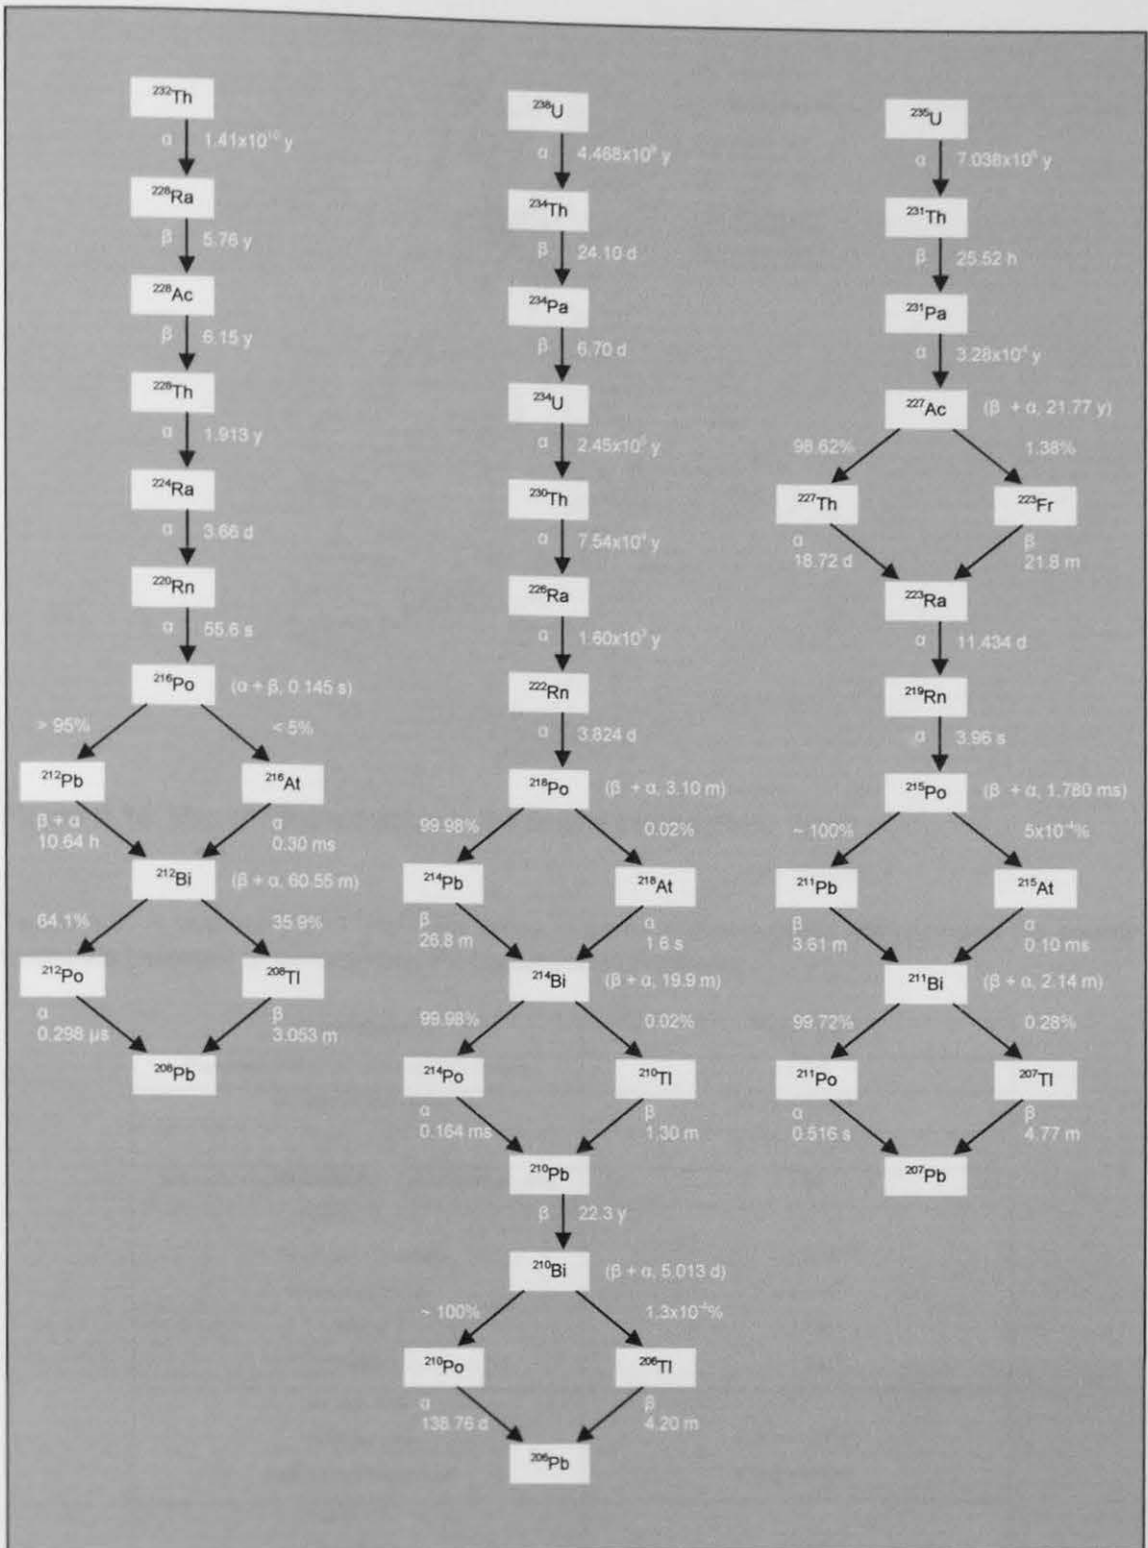 ²³²Th
α 1.41x10¹⁰ y
²²⁸Ra
β 5.76 y
²²⁸Ac
β 6.15 y
²²⁸Th
α 1.913 y
²²⁴Ra
α 3.66 d
²²⁰Rn
α 55.6 s
²¹⁶Po (α + β, 0.145 s)
> 95% < 5%
²¹²Pb ²¹⁶At
β + α α
10.64 h 0.30 ms
²¹²Bi (β + α, 60.55 m)
64.1% 35.9%
²¹²Po ²⁰⁸Tl
α β
0.298 µs 3.053 m
²⁰⁸Pb
²³⁸U
α 4.468x10⁹ y
²³⁴Th
β 24.10 d
²³⁴Pa
β 6.70 d
²³⁴U
α 2.45x10⁵ y
²³⁰Th
α 7.54x10⁴ y
²²⁶Ra
α 1.60x10³ y
²²²Rn
α 3.824 d
²¹⁸Po (β + α, 3.10 m)
99.98% 0.02%
²¹⁴Pb ²¹⁸At
β α
26.8 m 1.6 s
²¹⁴Bi (β + α, 19.9 m)
99.98% 0.02%
²¹⁴Po ²¹⁰Tl
α β
0.164 ms 1.30 m
²¹⁰Pb
β 22.3 y
²¹⁰Bi (β + α, 5.013 d)
~ 100% 1.3x10⁻⁴%
²¹⁰Po ²⁰⁶Tl
α β
138.76 d 4.20 m
²⁰⁶Pb
²³⁵U
α 7.038x10⁸ y
²³¹Th
β 25.52 h
²³¹Pa
α 3.28x10⁴ y
²²⁷Ac (β + α, 21.77 y)
98.62% 1.38%
²²⁷Th ²²³Fr
α β
18.72 d 21.8 m
²²³Ra
α 11.434 d
²¹⁹Rn
α 3.96 s
²¹⁵Po (β + α, 1.780 ms)
~ 100% 5x10⁻⁴%
²¹¹Pb ²¹⁵At
β α
3.61 m 0.10 ms
²¹¹Bi (β + α, 2.14 m)
99.72% 0.28%
²¹¹Po ²⁰⁷Tl
α β
0.516 s 4.77 m
²⁰⁷Pb